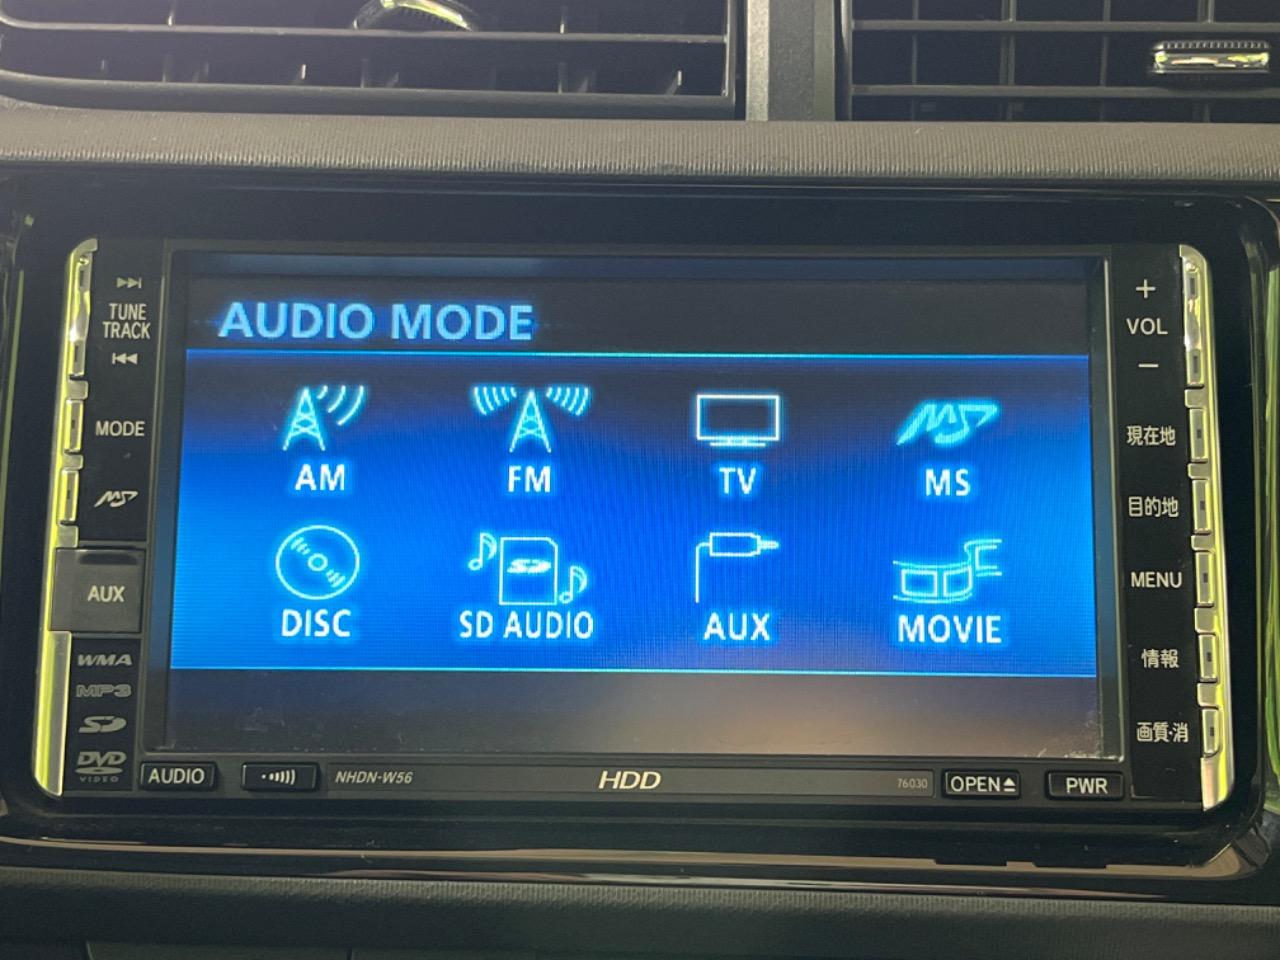 TUNE
TRACK
MODE
MS
AUX
WMA
MP3
SD
DVD
VIDEO
AUDIO MODE
AM FM TV MS
DISC SD AUDIO AUX MOVIE
+
VOL
−
現在地
目的地
MENU
情報
画質・消
AUDIO NHDN-W56 HDD 76030 OPEN PWR